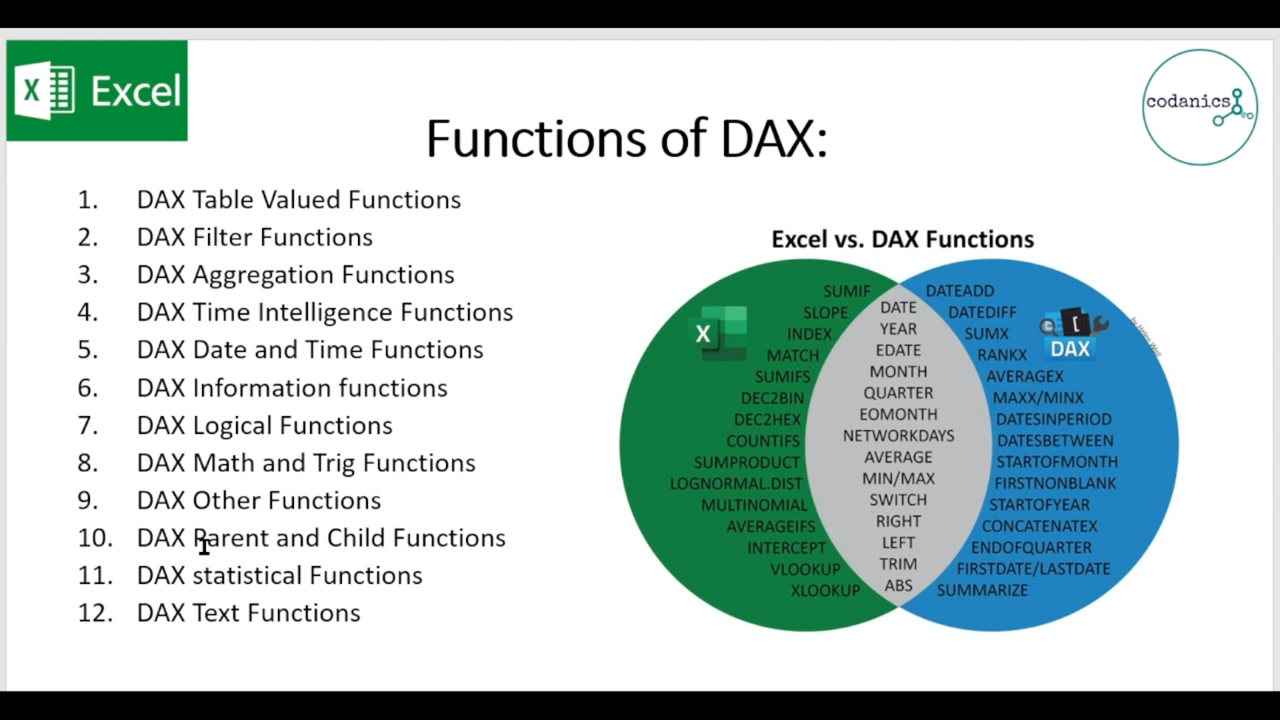 X Excel
codanics
Functions of DAX:
1. DAX Table Valued Functions
2. DAX Filter Functions
3. DAX Aggregation Functions
4. DAX Time Intelligence Functions
5. DAX Date and Time Functions
6. DAX Information functions
7. DAX Logical Functions
8. DAX Math and Trig Functions
9. DAX Other Functions
10. DAX Parent and Child Functions
11. DAX statistical Functions
12. DAX Text Functions
Excel vs. DAX Functions
X
SUMIF
SLOPE
INDEX
MATCH
SUMIFS
DEC2BIN
DEC2HEX
COUNTIFS
SUMPRODUCT
LOGNORMAL.DIST
MULTINOMIAL
AVERAGEIFS
INTERCEPT
VLOOKUP
XLOOKUP
DATE
YEAR
EDATE
MONTH
QUARTER
EOMONTH
NETWORKDAYS
AVERAGE
MIN/MAX
SWITCH
RIGHT
LEFT
TRIM
ABS
DATEADD
DATEDIFF
SUMX
RANKX
AVERAGEX
MAXX/MINX
DATESINPERIOD
DATESBETWEEN
STARTOFMONTH
FIRSTNONBLANK
STARTOFYEAR
CONCATENATEX
ENDOFQUARTER
FIRSTDATE/LASTDATE
SUMMARIZE
[
DAX